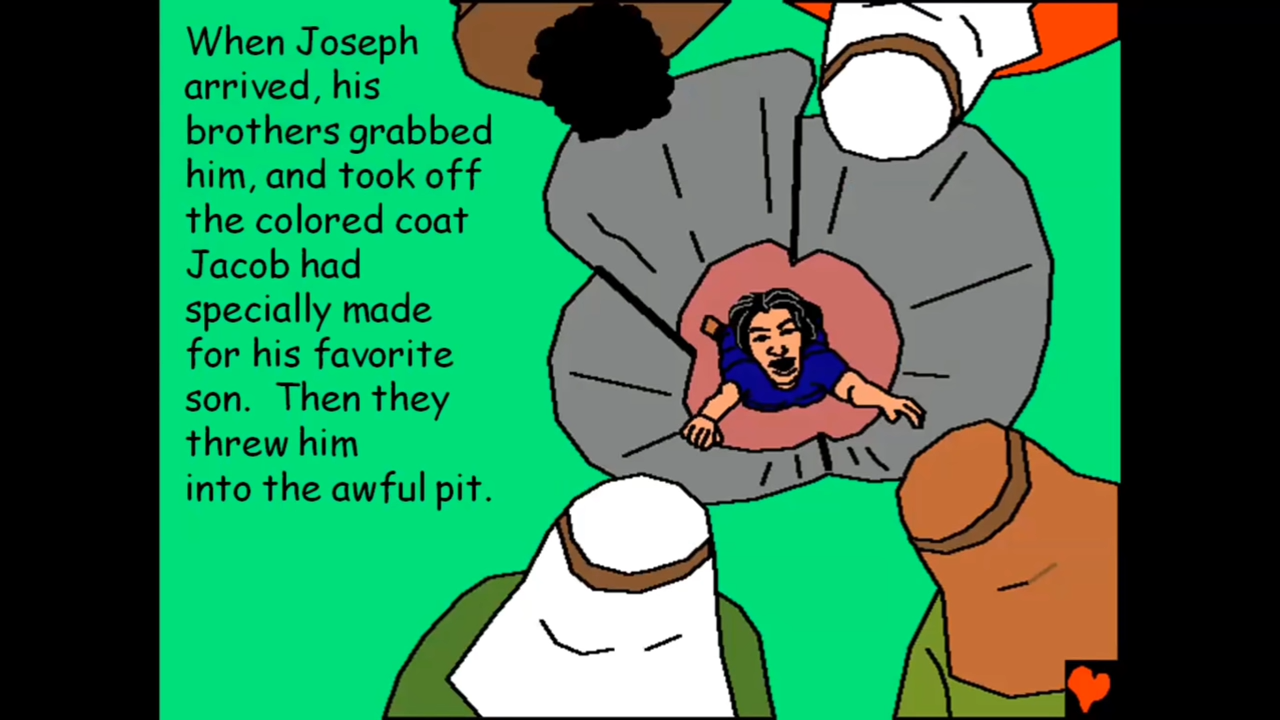 When Joseph
arrived, his
brothers grabbed
him, and took off
the colored coat
Jacob had
specially made
for his favorite
son.  Then they
threw him
into the awful pit.